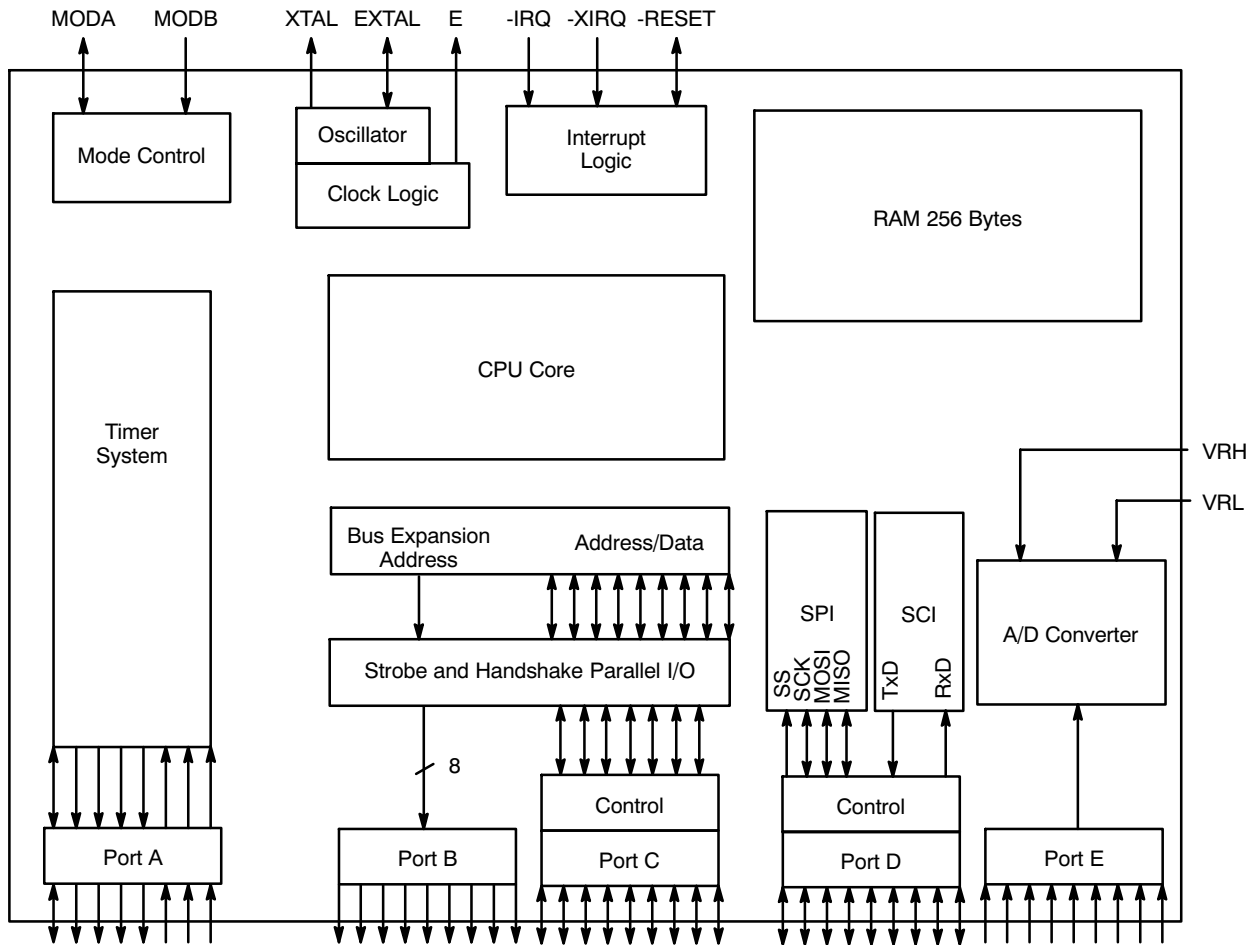 MODA MODB XTAL EXTAL E -IRQ -XIRQ -RESET
Mode Control
Oscillator
Clock Logic
Interrupt
Logic
RAM 256 Bytes
CPU Core
Timer
System
VRH
VRL
Bus Expansion
Address
Address/Data
Strobe and Handshake Parallel I/O
SPI
SS
SCK
MOSI
MISO
SCI
TxD
RxD
A/D Converter
8
Control
Control
Port A
Port B
Port C
Port D
Port E